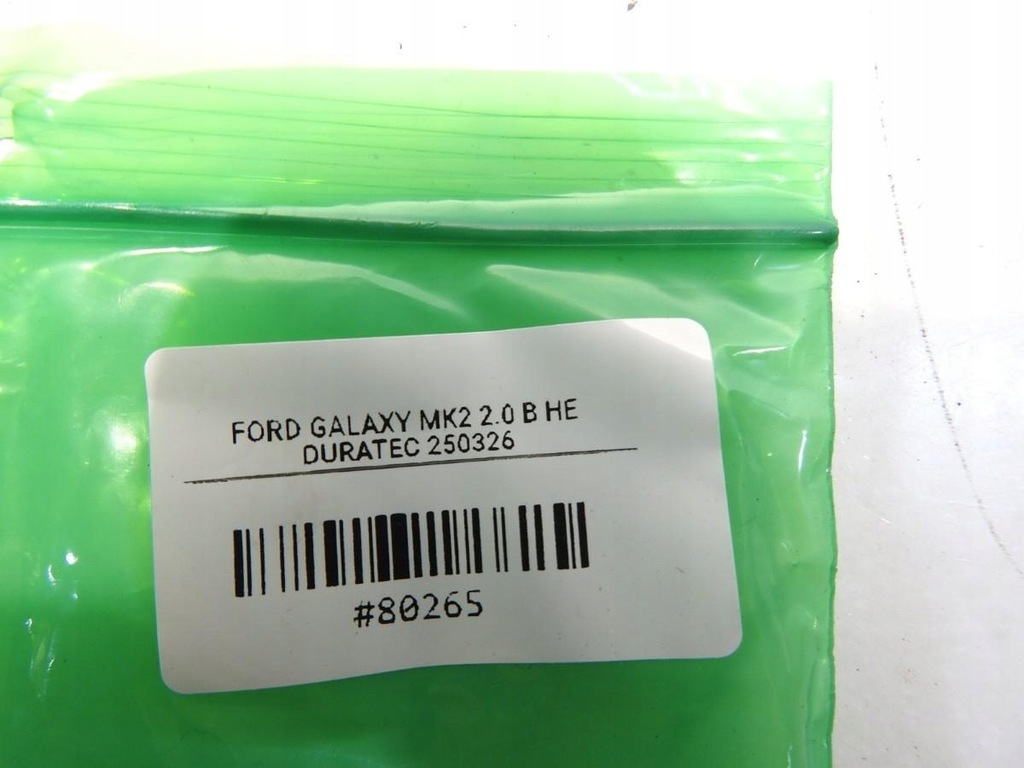 FORD GALAXY MK2 2.0 B HE
DURATEC 250326
#80265